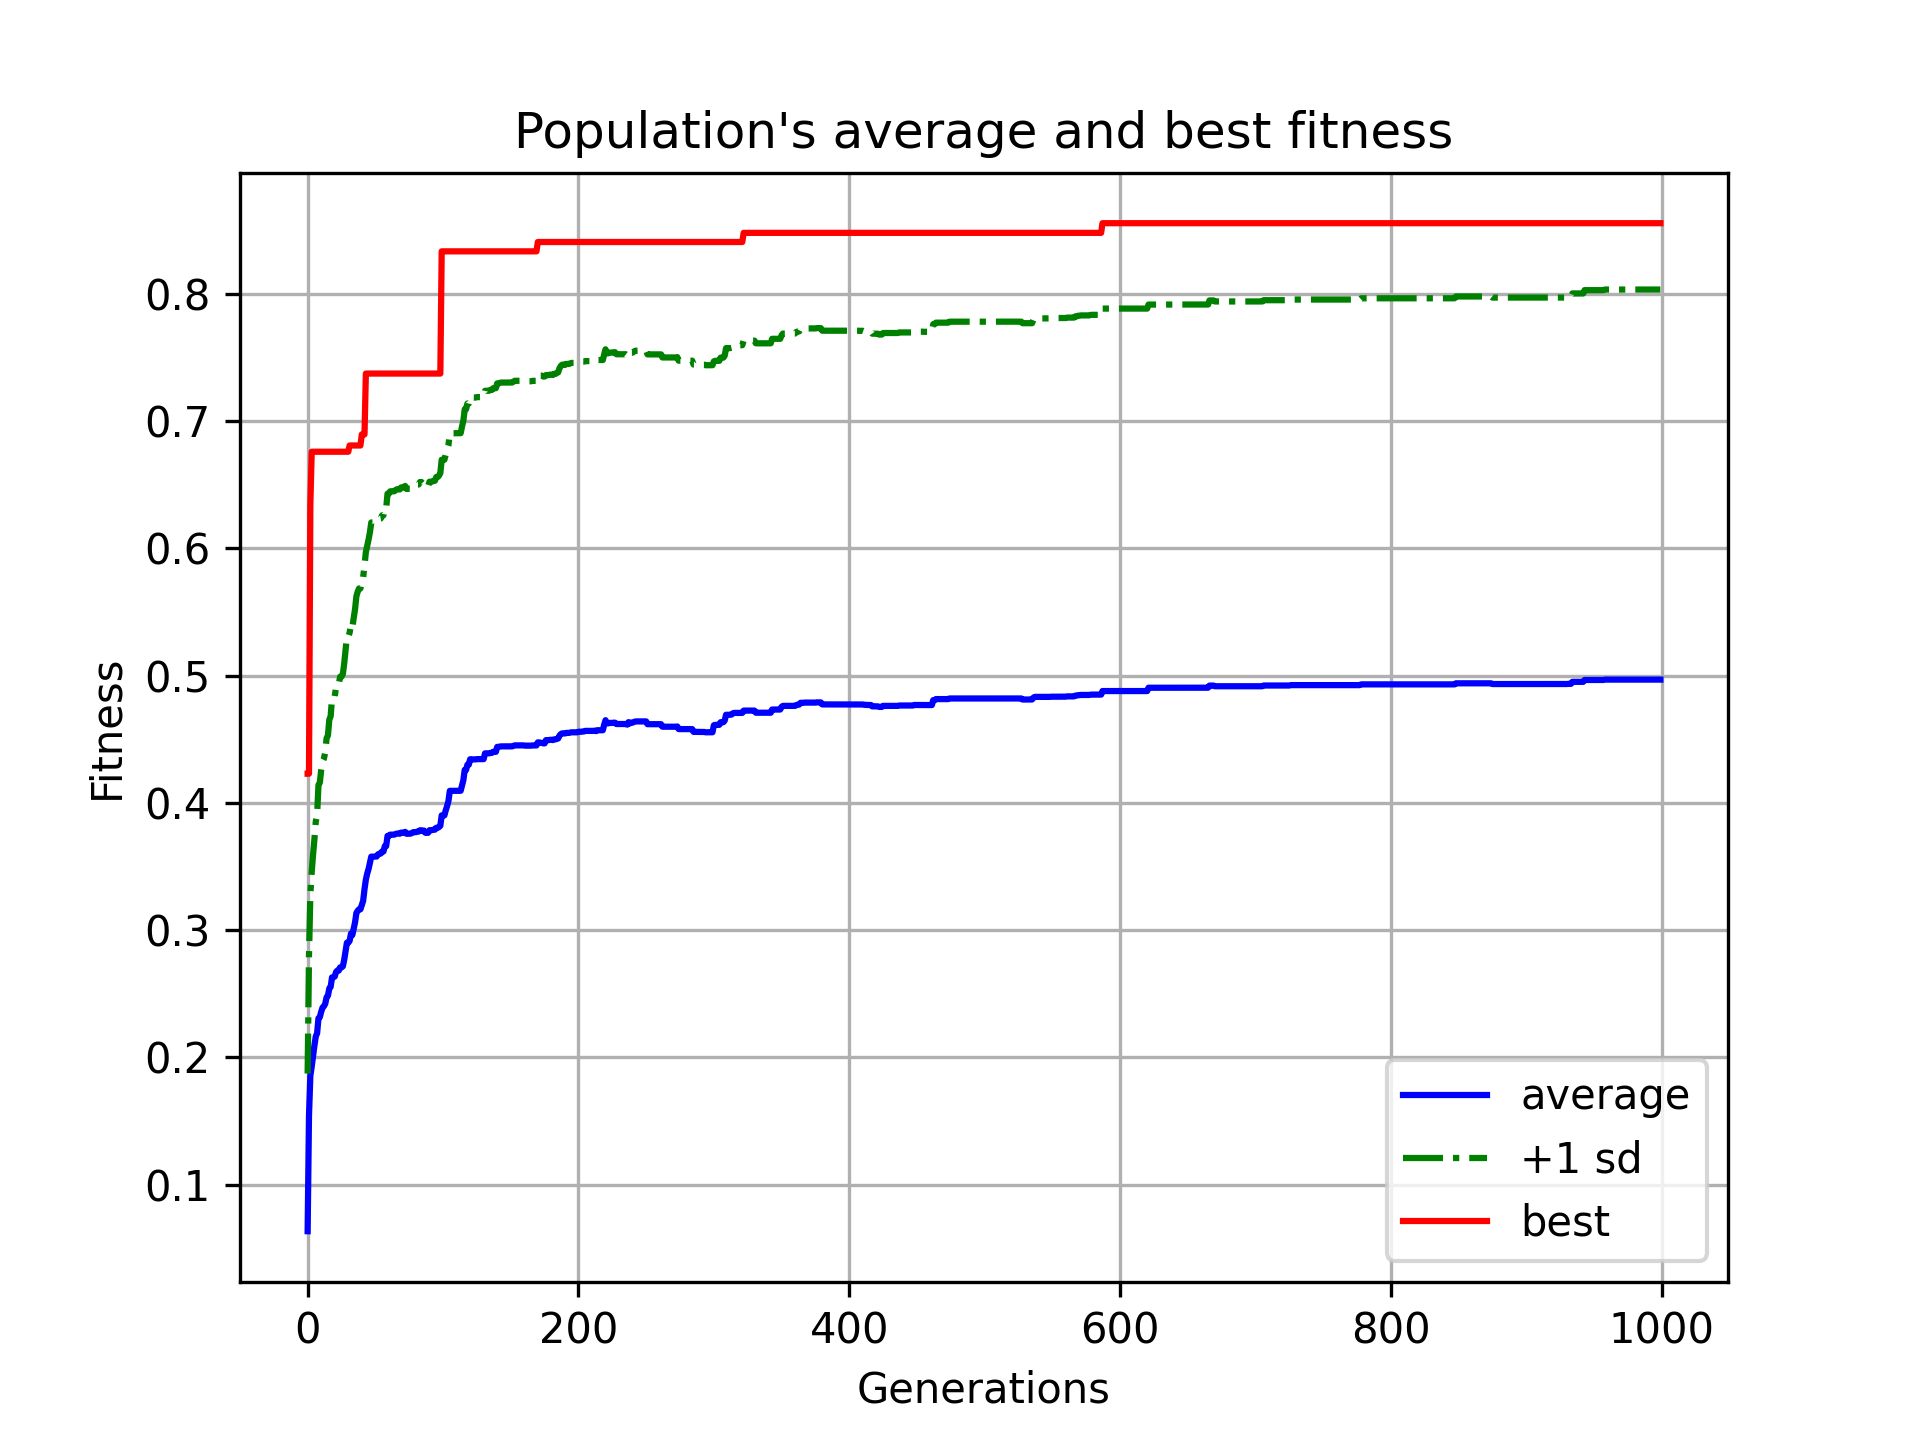 Population's average and best fitness
Fitness
0.8
0.7
0.6
0.5
0.4
0.3
0.2
0.1
0 200 400 600 800 1000
Generations
average
+1 sd
best